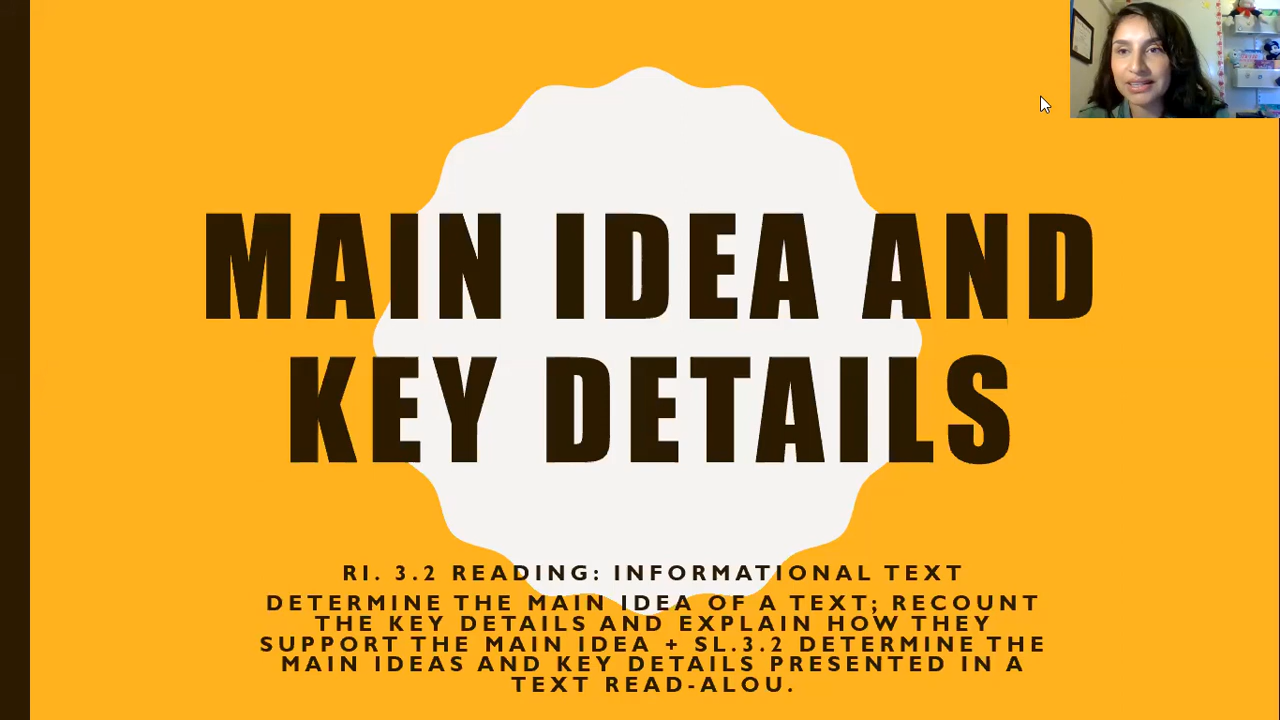 MAIN IDEA AND
KEY DETAILS
RI. 3.2 READING: INFORMATIONAL TEXT
DETERMINE THE MAIN IDEA OF A TEXT; RECOUNT
THE KEY DETAILS AND EXPLAIN HOW THEY
SUPPORT THE MAIN IDEA + SL.3.2 DETERMINE THE
MAIN IDEAS AND KEY DETAILS PRESENTED IN A
TEXT READ-ALOU.